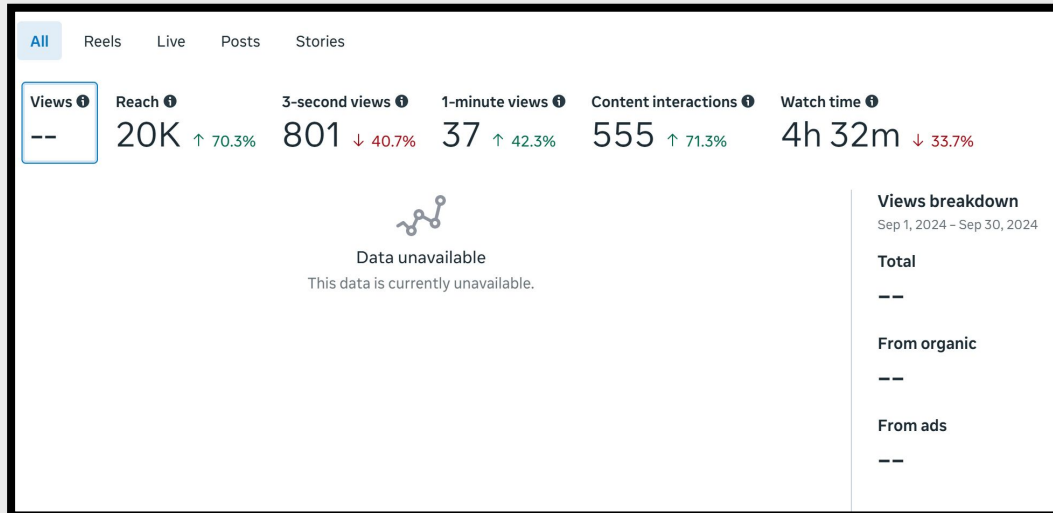 All Reels Live Posts Stories
Views Reach 3-second views 1-minute views Content interactions Watch time
-- 20K ↑ 70.3% 801 ↓ 40.7% 37 ↑ 42.3% 555 ↑ 71.3% 4h 32m ↓ 33.7%
Data unavailable
This data is currently unavailable.
Views breakdown
Sep 1, 2024 – Sep 30, 2024
Total
--
From organic
--
From ads
--